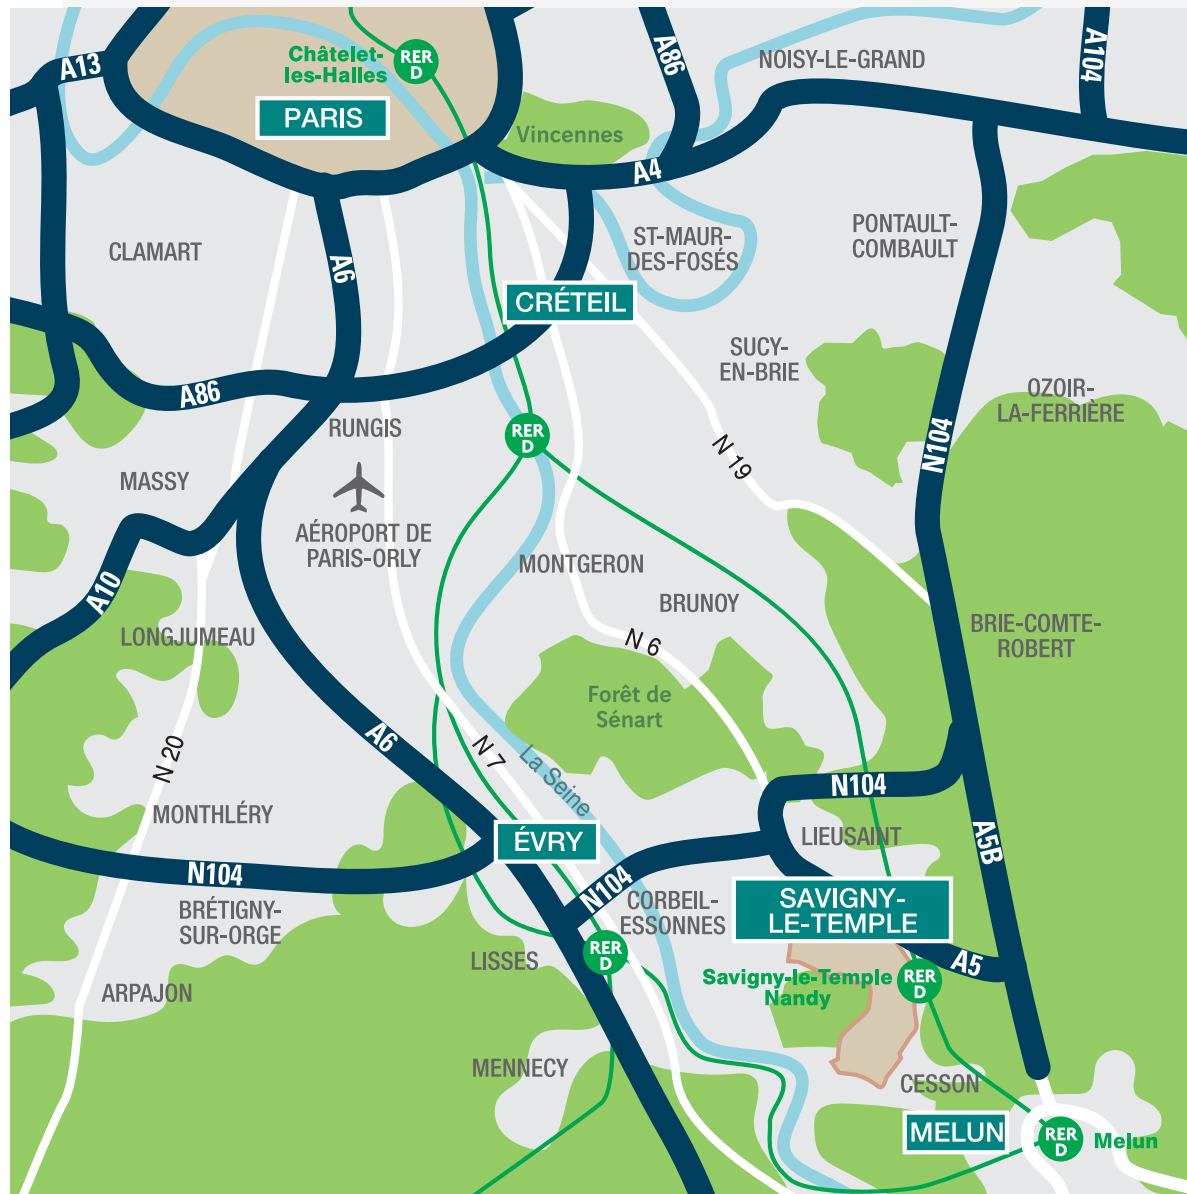 A13
Châtelet-
les-Halles
RER
D
PARIS
A86
NOISY-LE-GRAND
A104
Vincennes
A4
CLAMART
A6
ST-MAUR-
DES-FOSÉS
PONTAULT-
COMBAULT
CRÉTEIL
SUCY-
EN-BRIE
A86
RUNGIS
OZOIR-
LA-FERRIÈRE
RER
D
N 19
N104
MASSY
AÉROPORT DE
PARIS-ORLY
MONTGERON
A10
BRUNOY
LONGJUMEAU
N 6
BRIE-COMTE-
ROBERT
Forêt de
Sénart
A6
N 20
N 7
La Seine
N104
MONTHLÉRY
ÉVRY
LIEUSAINT
A5B
N104
N104
BRÉTIGNY-
SUR-ORGE
CORBEIL-
ESSONNES
SAVIGNY-
LE-TEMPLE
LISSES
RER
D
A5
Savigny-le-Temple
Nandy
RER
D
ARPAJON
MENNECY
CESSON
MELUN
RER
D
Melun